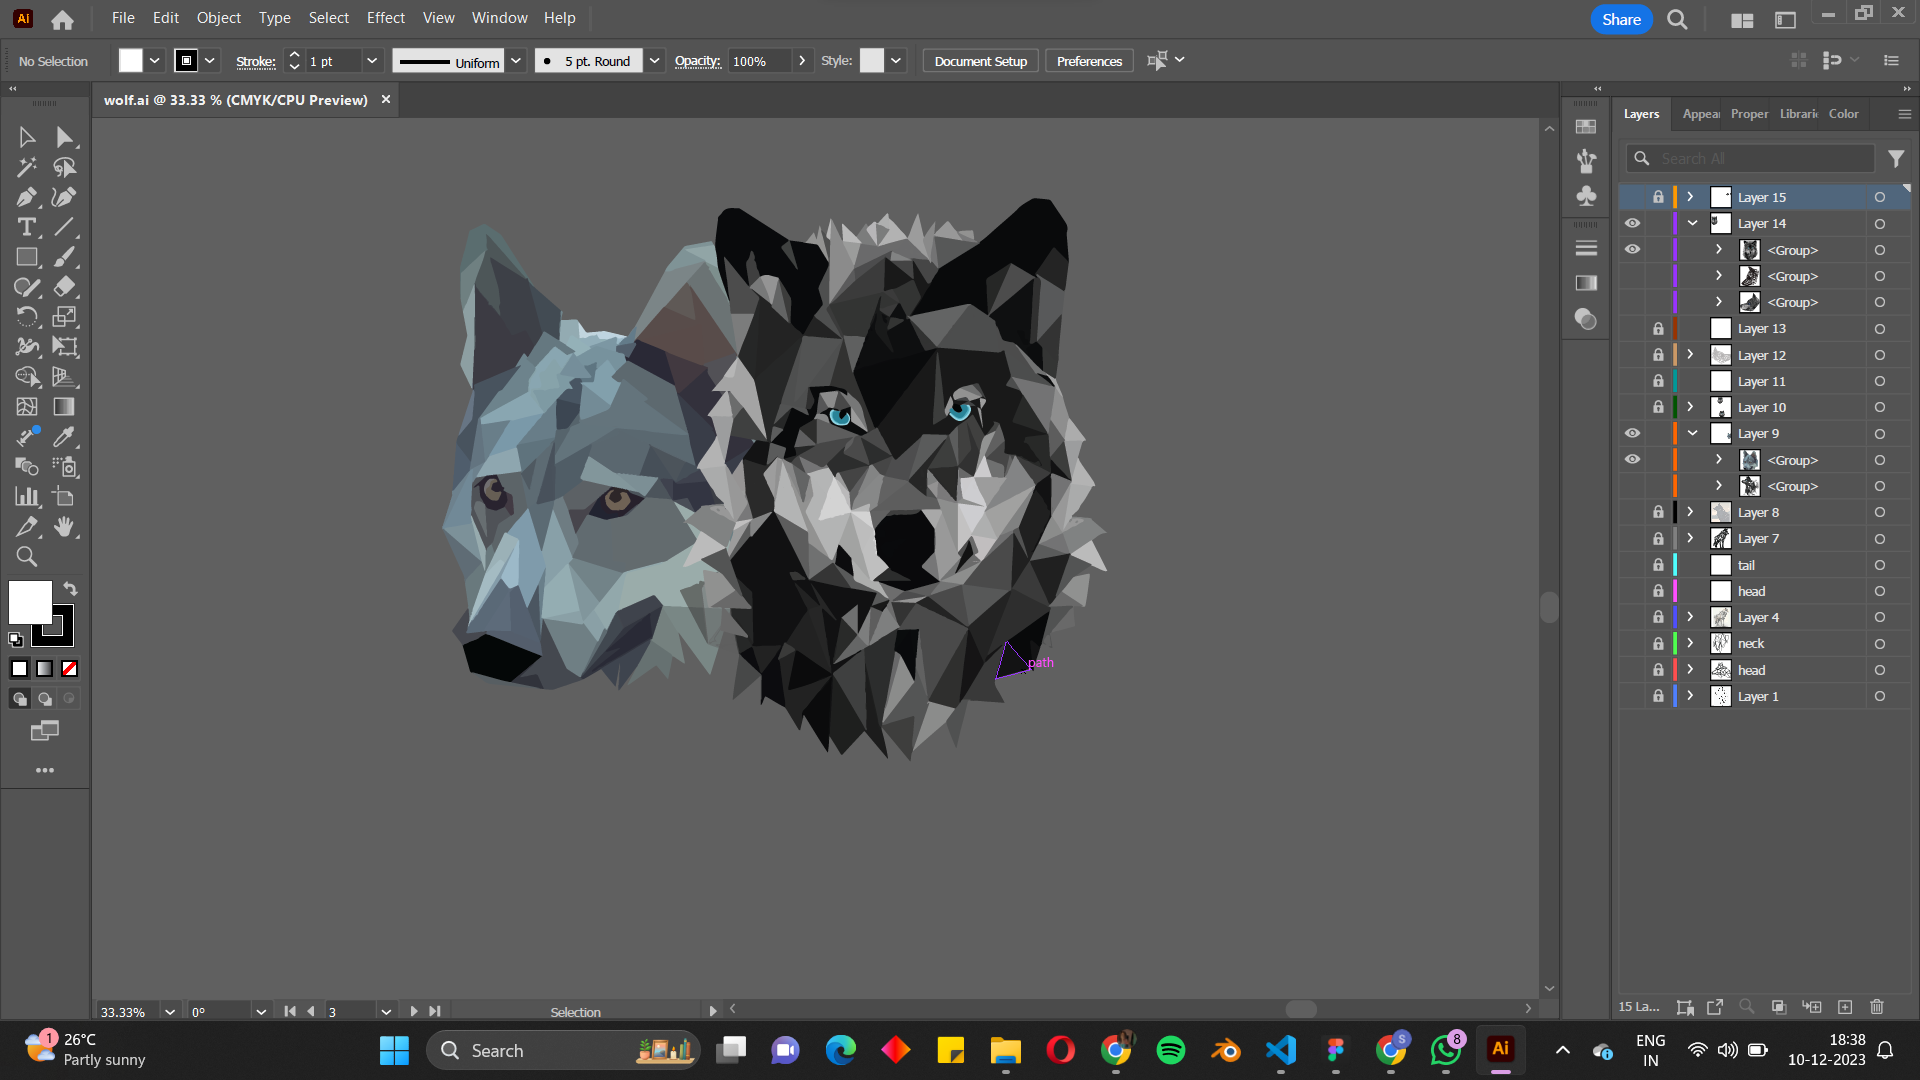 Ai File Edit Object Type Select Effect View Window Help Share
No Selection Stroke: 1 pt Uniform 5 pt. Round Opacity: 100% Style: Document Setup Preferences
wolf.ai @ 33.33 % (CMYK/CPU Preview)
Layers Appear Proper Librari Color
Search All
Layer 15
Layer 14
<Group>
<Group>
<Group>
Layer 13
Layer 12
Layer 11
Layer 10
Layer 9
<Group>
<Group>
Layer 8
Layer 7
tail
head
Layer 4
neck
head
Layer 1
path
33.33% 0° 3 Selection
15 La...
1
26°C
Partly sunny
Search
S
8
Ai
ENG
IN
18:38
10-12-2023